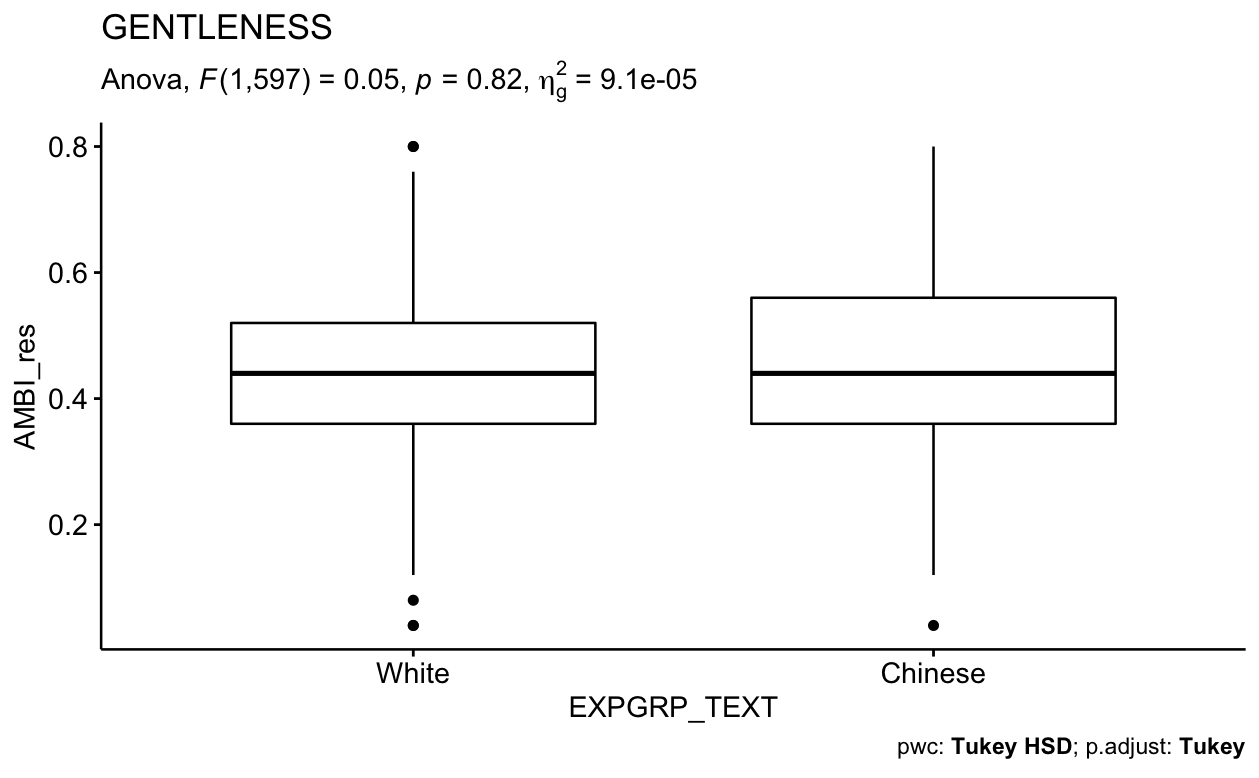 GENTLENESS
Anova, F(1,597) = 0.05, p = 0.82, η²g = 9.1e-05
0.8
0.6
0.4
0.2
AMBI_res
White Chinese
EXPGRP_TEXT
pwc: Tukey HSD; p.adjust: Tukey